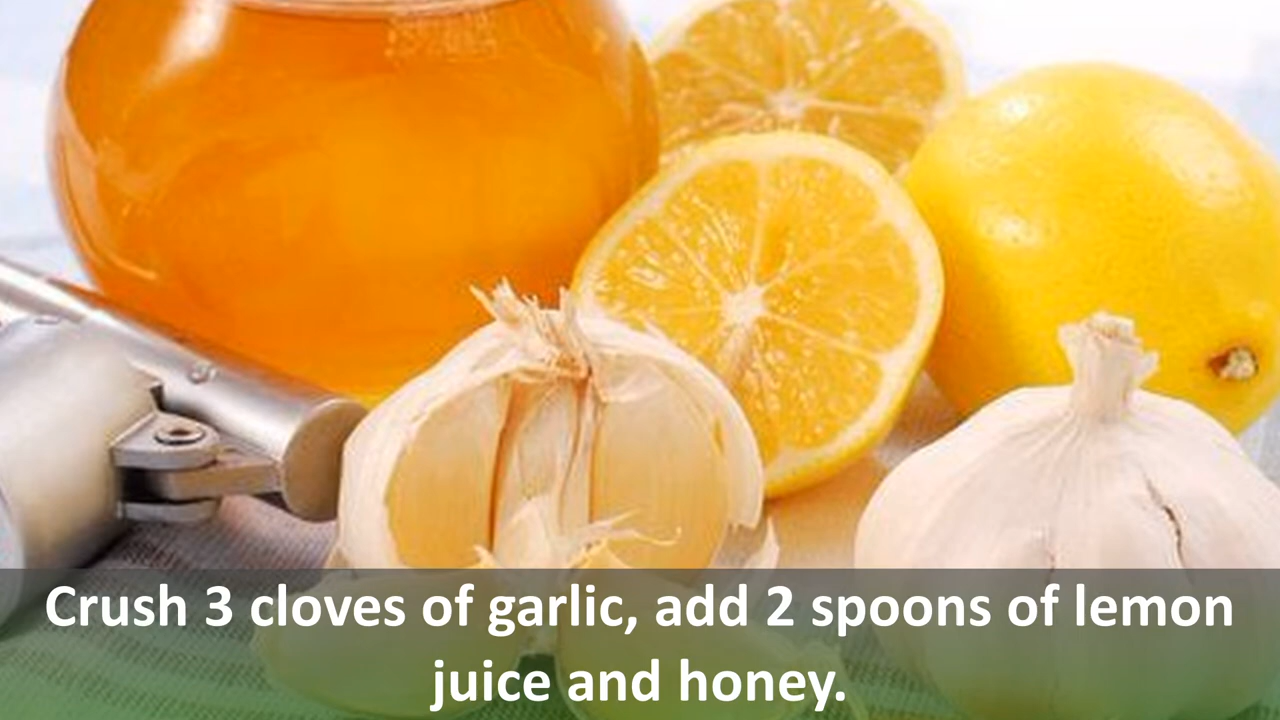 Crush 3 cloves of garlic, add 2 spoons of lemon
juice and honey.